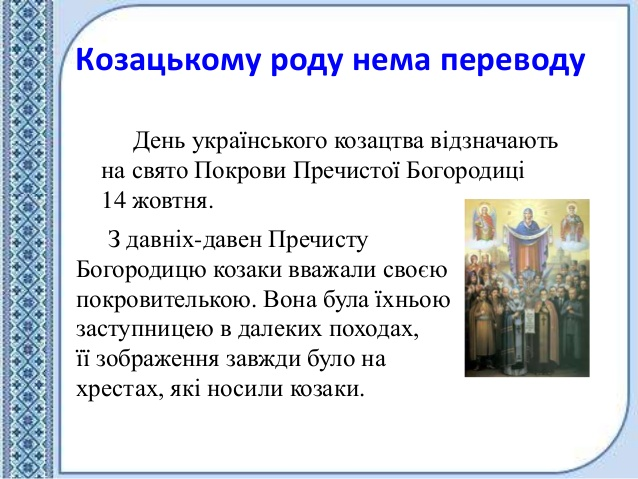 Козацькому роду нема переводу
День українського козацтва відзначають
на свято Покрови Пречистої Богородиці
14 жовтня.
З давніх-давен Пречисту
Богородицю козаки вважали своєю
покровителькою. Вона була їхньою
заступницею в далеких походах,
її зображення завжди було на
хрестах, які носили козаки.